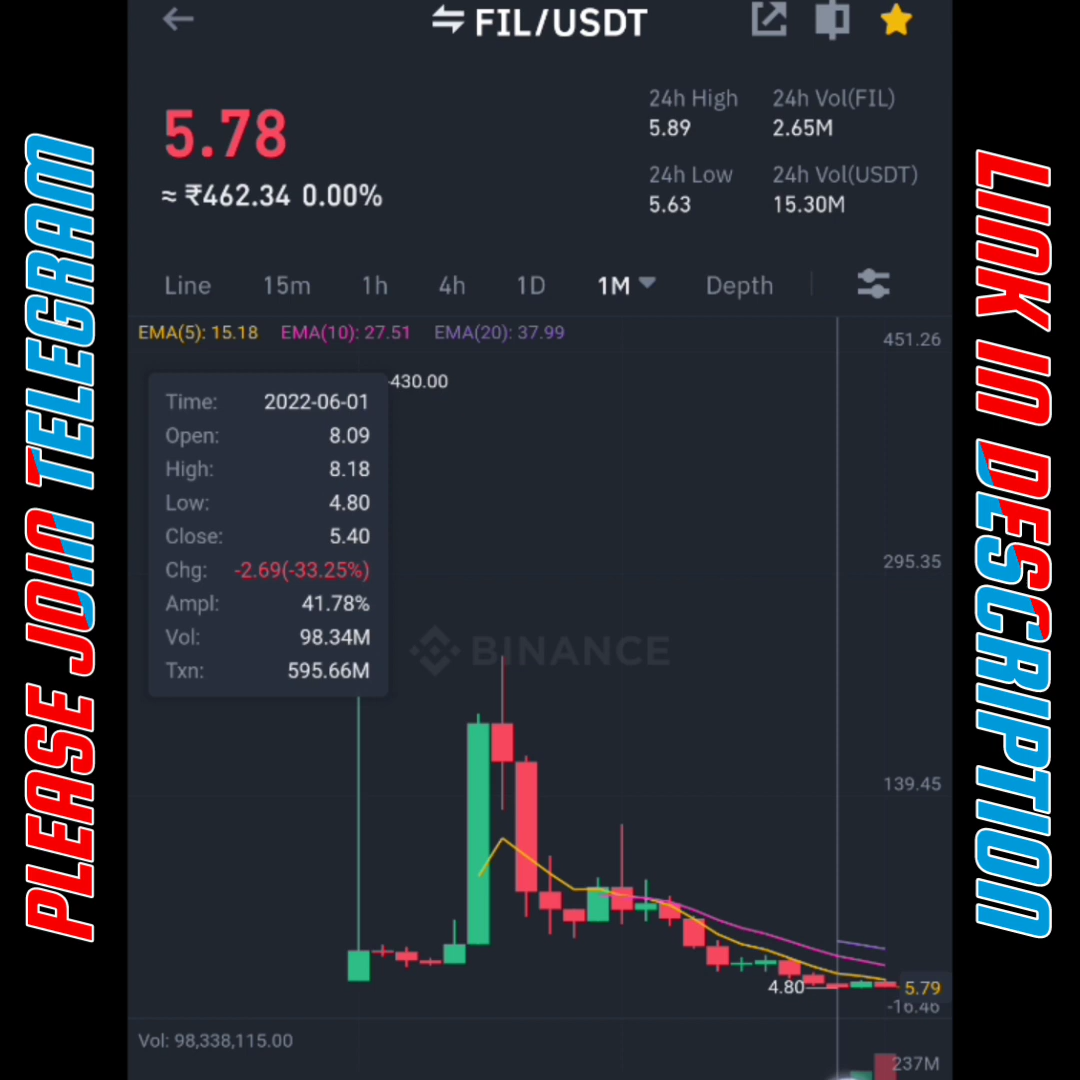 PLEASE JOIN TELEGRAM
FIL/USDT
5.78
≈ ₹462.34 0.00%
24h High
5.89
24h Vol(FIL)
2.65M
24h Low
5.63
24h Vol(USDT)
15.30M
Line 15m 1h 4h 1D 1M Depth
EMA(5): 15.18 EMA(10): 27.51 EMA(20): 37.99
451.26
430.00
Time: 2022-06-01
Open: 8.09
High: 8.18
Low: 4.80
Close: 5.40
Chg: -2.69(-33.25%)
Ampl: 41.78%
Vol: 98.34M
Txn: 595.66M
295.35
BINANCE
139.45
4.80
5.79
-16.46
Vol: 98,338,115.00
237M
LINK IN DESCRIPTION